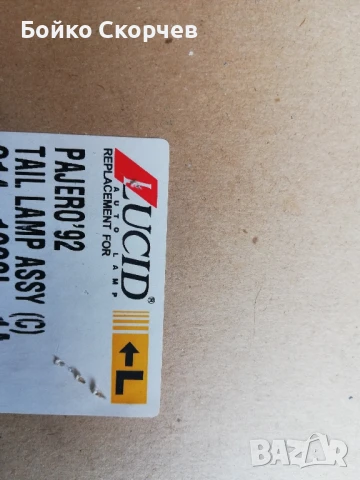 Бойко Скорчев
LUCID®
AUTO LAMP
REPLACEMENT FOR
←L
PAJERO'92
TAIL LAMP ASSY (C)
BAZAR